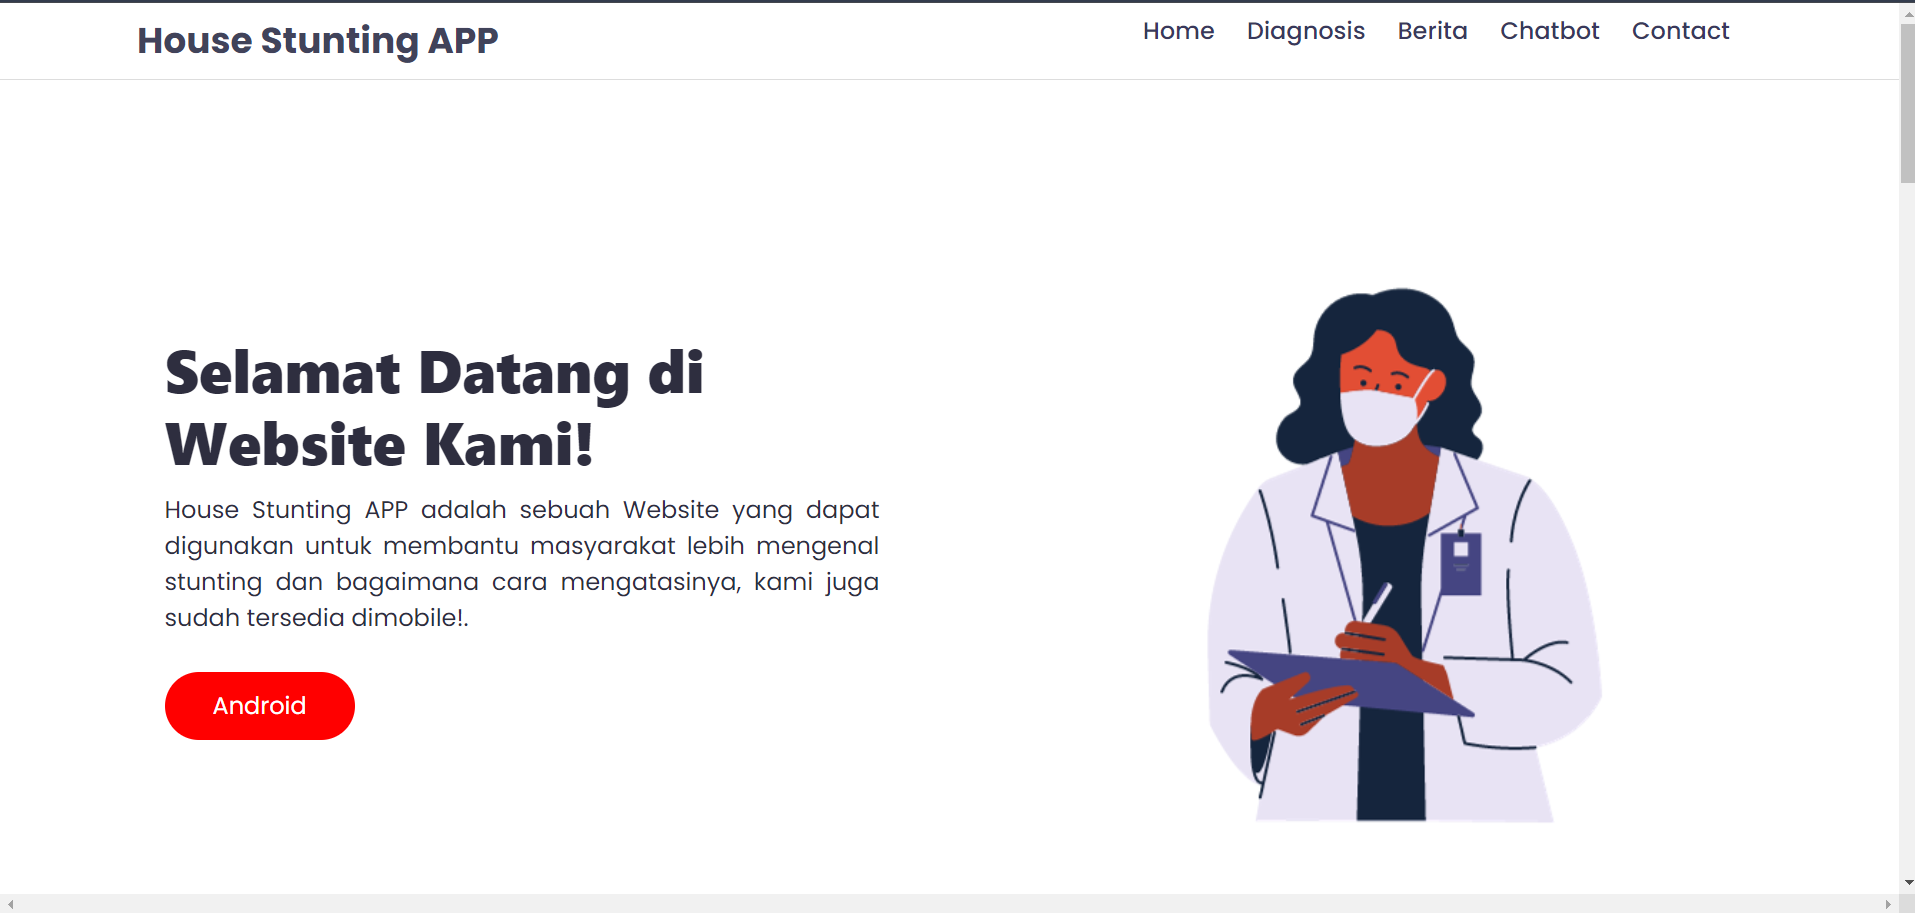 House Stunting APP
Home Diagnosis Berita Chatbot Contact
Selamat Datang di
Website Kami!
House Stunting APP adalah sebuah Website yang dapat
digunakan untuk membantu masyarakat lebih mengenal
stunting dan bagaimana cara mengatasinya, kami juga
sudah tersedia dimobile!.
Android